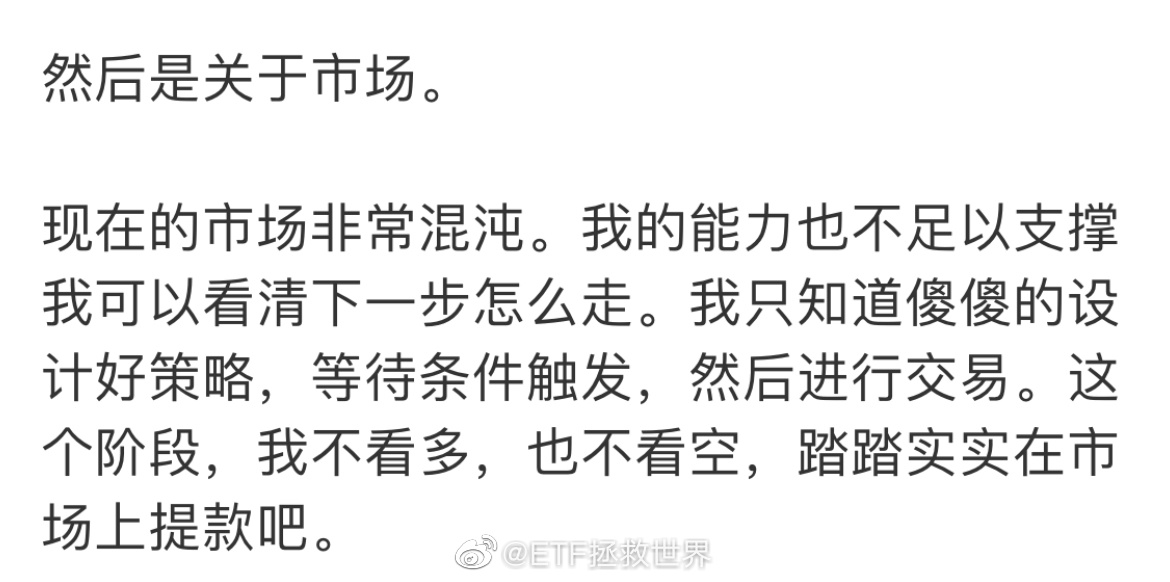 然后是关于市场。
现在的市场非常混沌。我的能力也不足以支撑
我可以看清下一步怎么走。我只知道傻傻的设
计好策略，等待条件触发，然后进行交易。这
个阶段，我不看多，也不看空，踏踏实实在市
场上提款吧。
@ETF拯救世界